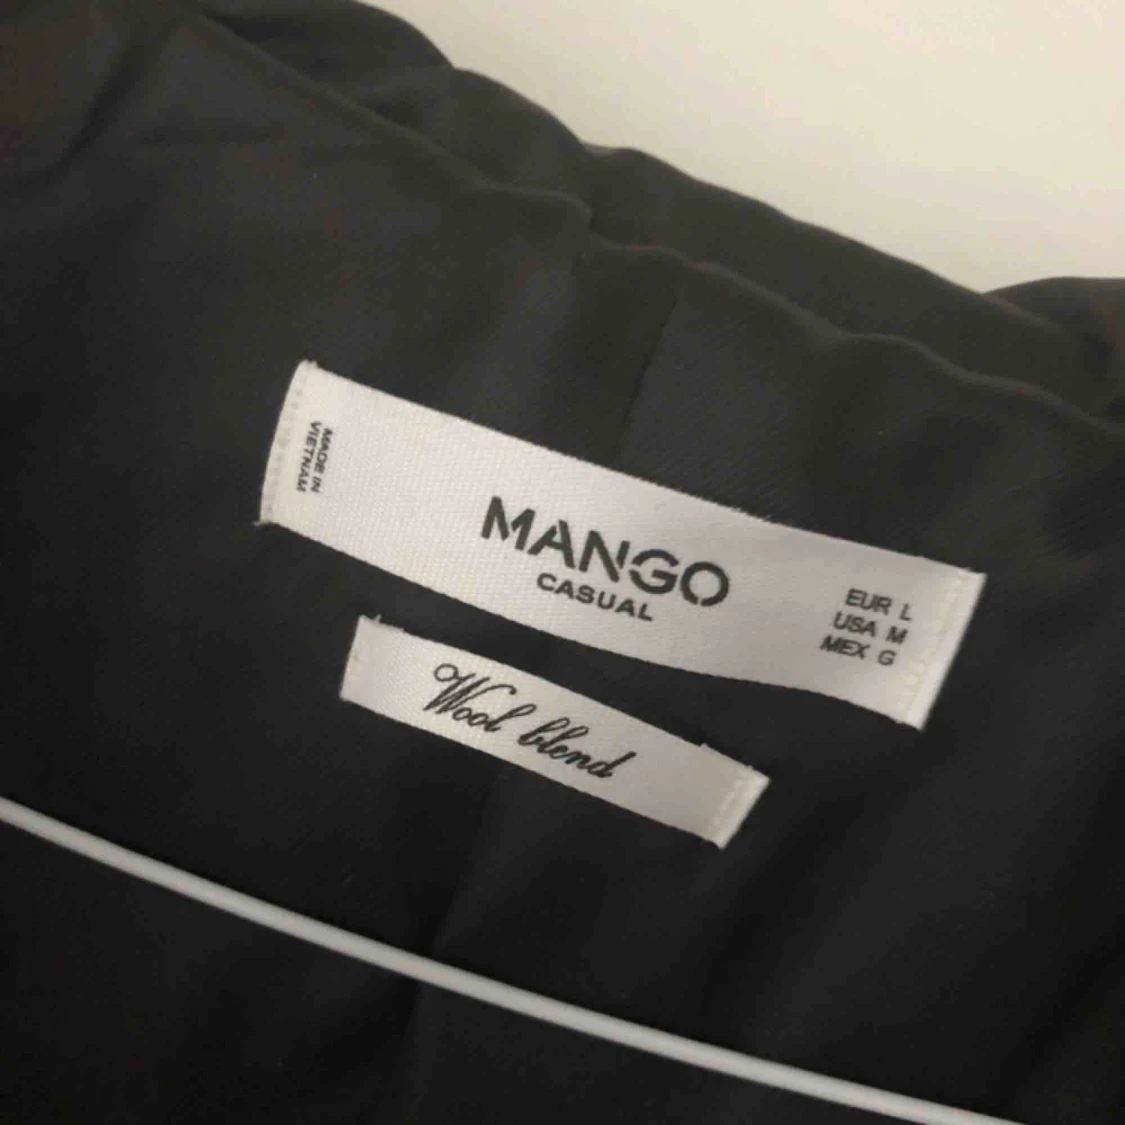 MADE IN
VIETNAM
MANGO
CASUAL
EUR L
USA M
MEX G
Wool blend